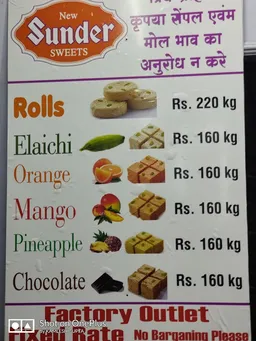 New
Sunder
SWEETS
कृपया सैंपल एवंम
मोल भाव का
अनुरोध न करे
Rolls Rs. 220 kg
Elaichi Rs. 160 kg
Orange Rs. 160 kg
Mango Rs. 160 kg
Pineapple Rs. 160 kg
Chocolate Rs. 160 kg
Factory Outlet
Fixed Rate No Barganing Please
Shot on OnePlus